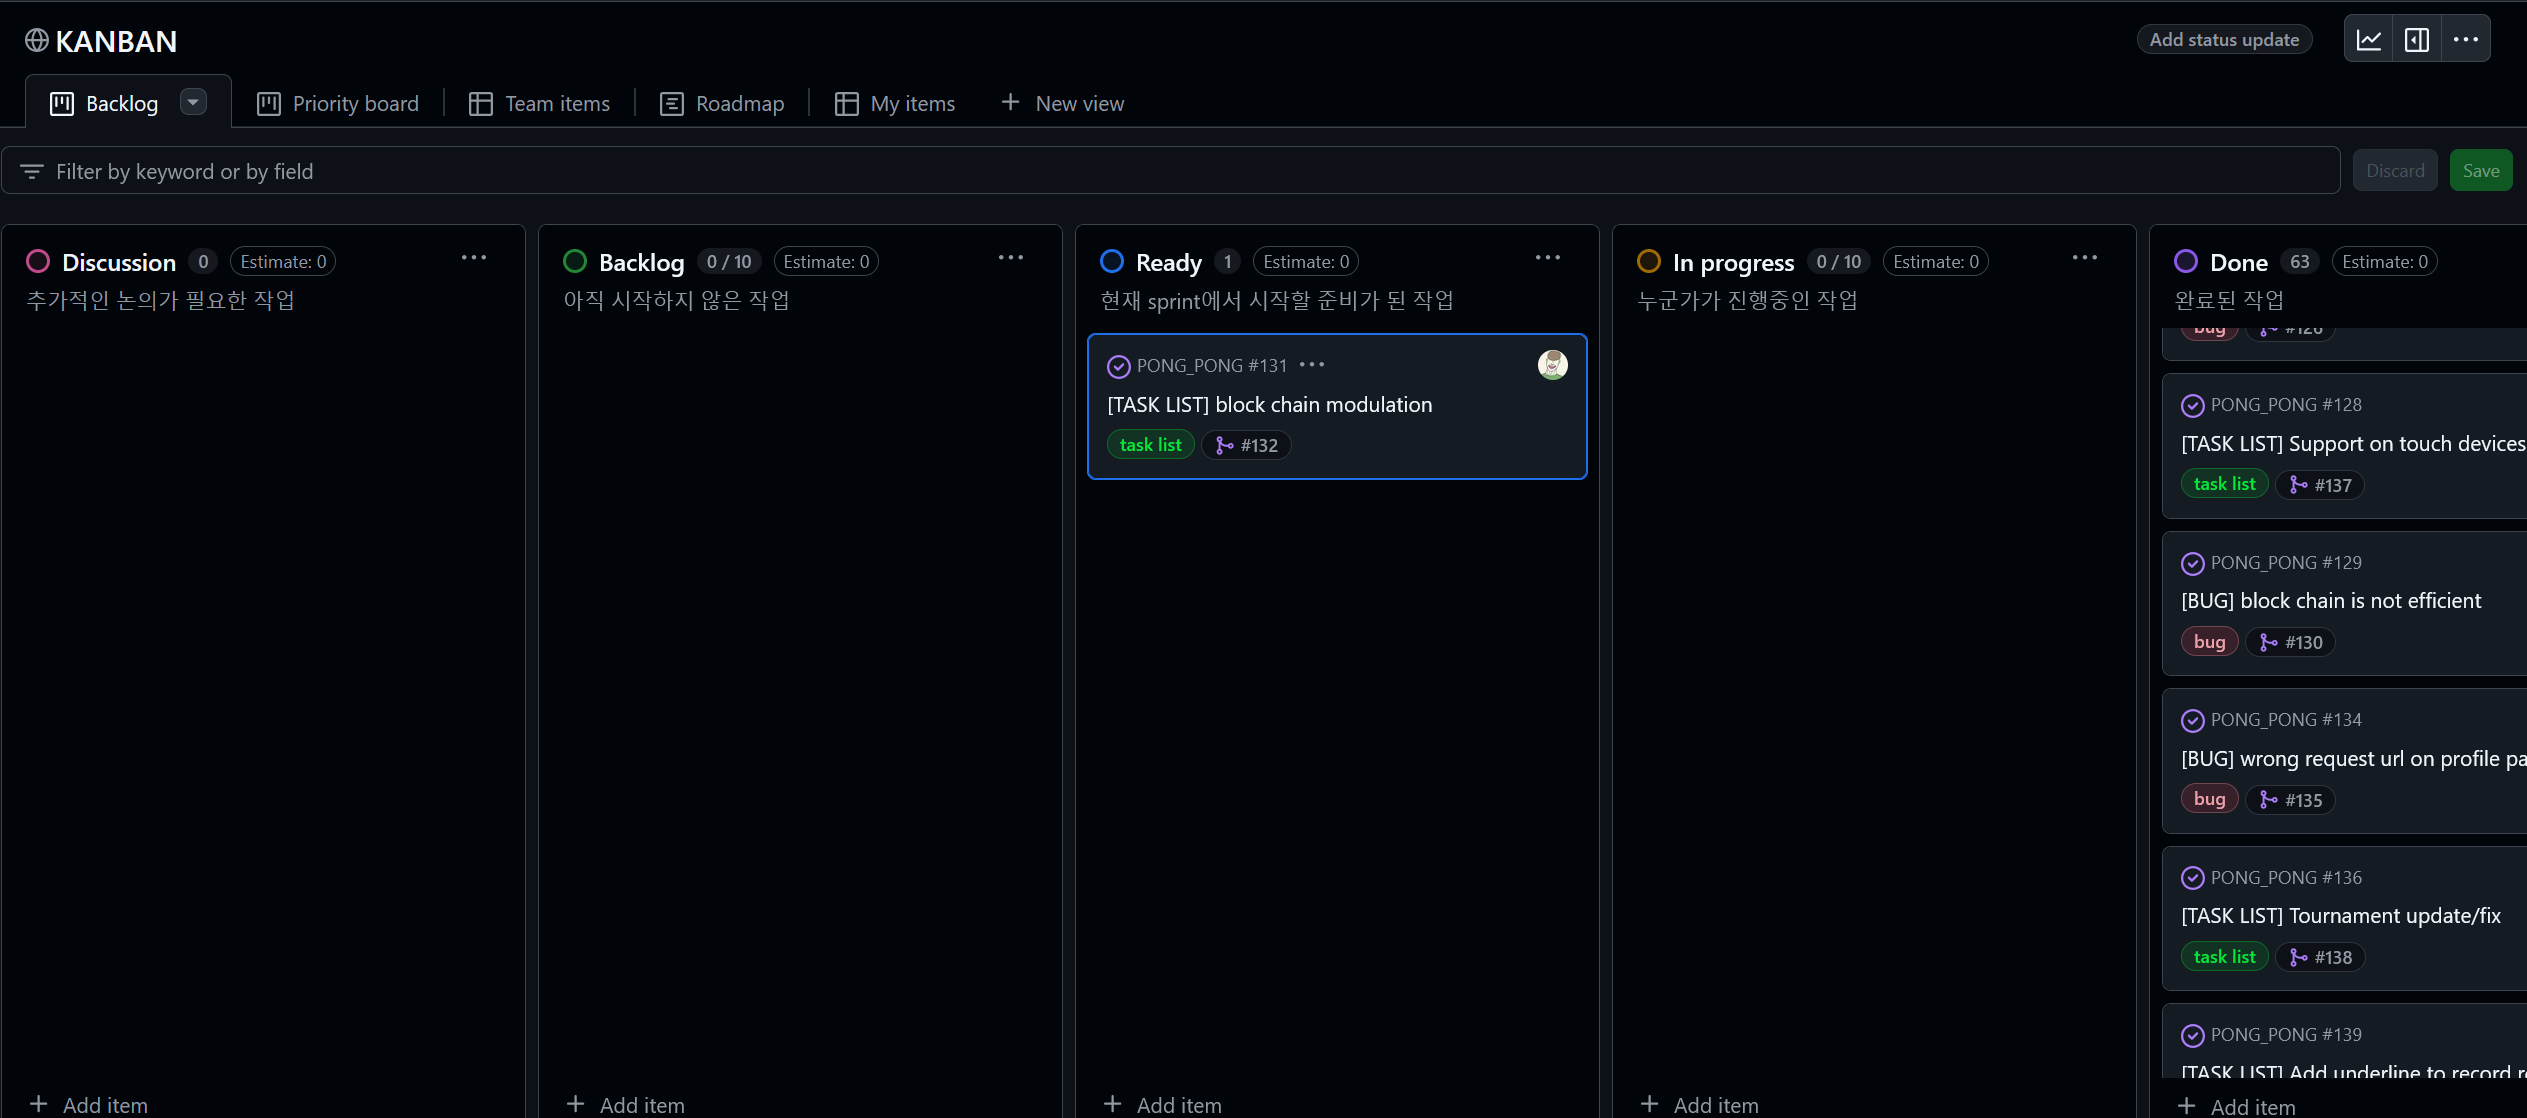 KANBAN
Add status update
Backlog
Priority board
Team items
Roadmap
My items
New view
Filter by keyword or by field
Discard
Save
Discussion 0 Estimate: 0
추가적인 논의가 필요한 작업
Add item
Backlog 0 / 10 Estimate: 0
아직 시작하지 않은 작업
Add item
Ready 1 Estimate: 0
현재 sprint에서 시작할 준비가 된 작업
PONG_PONG #131
[TASK LIST] block chain modulation
task list #132
Add item
In progress 0 / 10 Estimate: 0
누군가가 진행중인 작업
Add item
Done 63 Estimate: 0
완료된 작업
bug #126
PONG_PONG #128
[TASK LIST] Support on touch devices
task list #137
PONG_PONG #129
[BUG] block chain is not efficient
bug #130
PONG_PONG #134
[BUG] wrong request url on profile pa
bug #135
PONG_PONG #136
[TASK LIST] Tournament update/fix
task list #138
PONG_PONG #139
[TASK LIST] Add underline to record
Add item